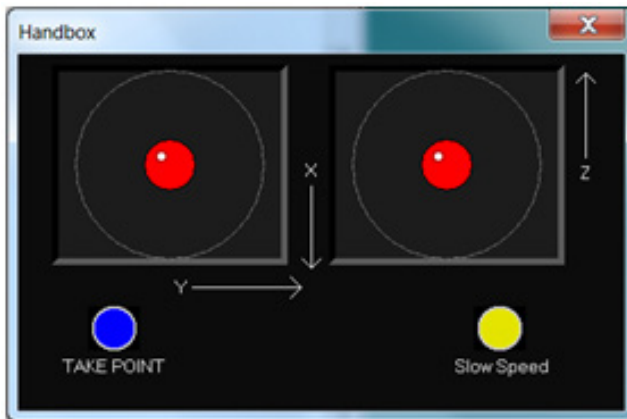 Handbox
X
Z
Y
TAKE POINT
Slow Speed